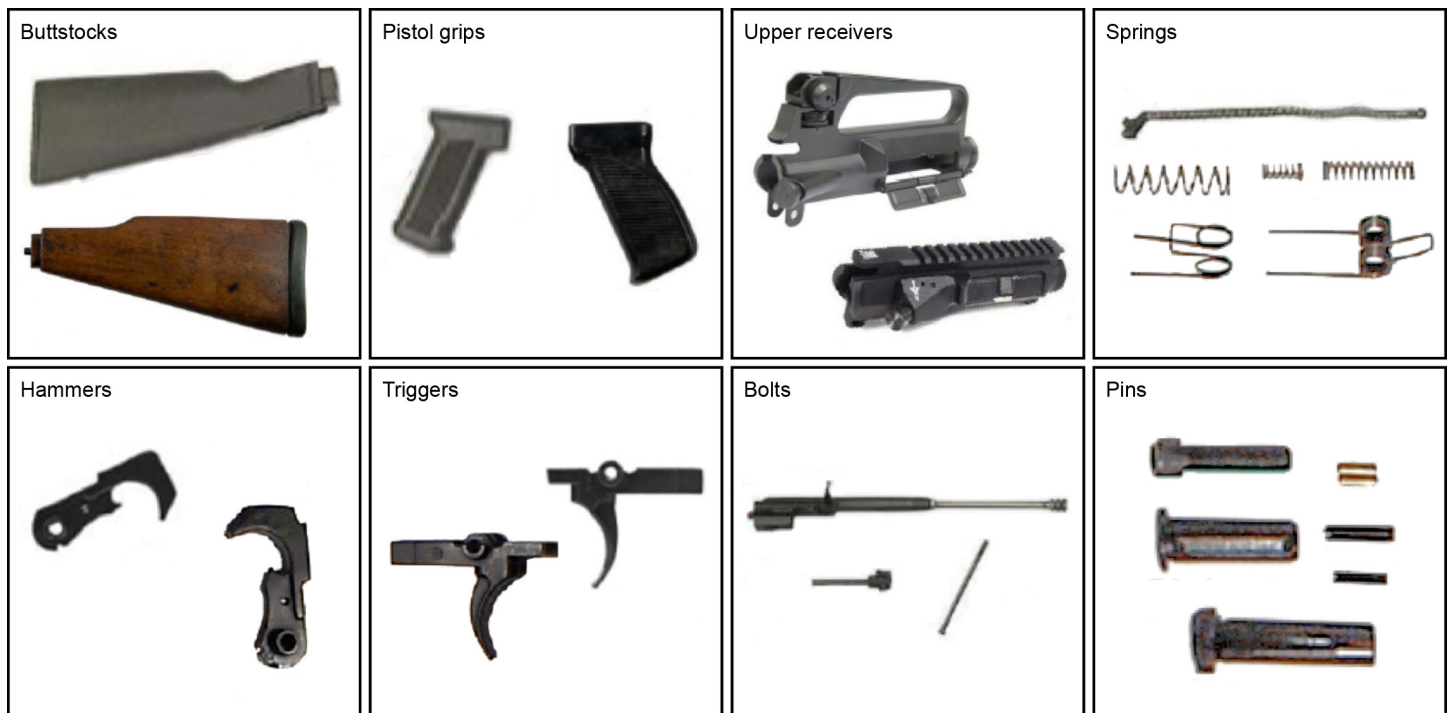 Buttstocks
Pistol grips
Upper receivers
Springs
Hammers
Triggers
Bolts
Pins